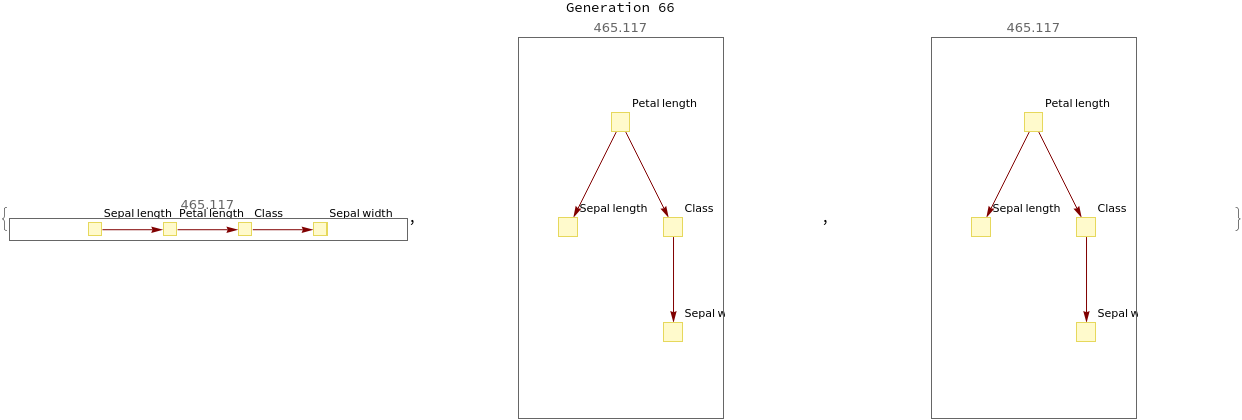 Generation 66
465.117
Sepal length Petal length Class Sepal width
465.117
Petal length
Sepal length Class
Sepal w
465.117
Petal length
Sepal length Class
Sepal w